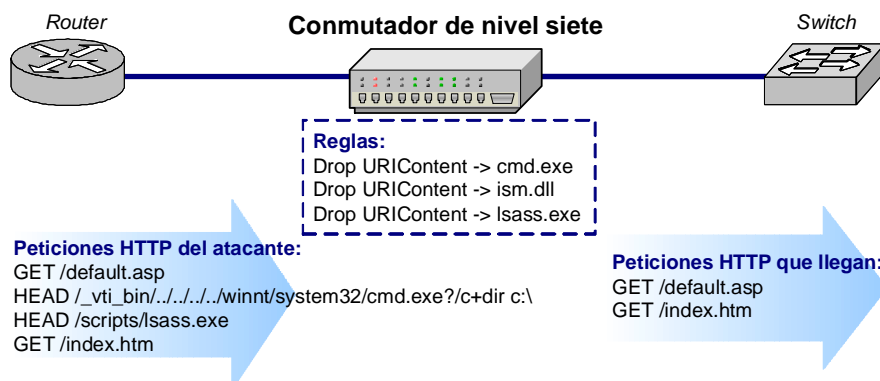 Router
Conmutador de nivel siete
Switch
Reglas:
Drop URIContent -> cmd.exe
Drop URIContent -> ism.dll
Drop URIContent -> lsass.exe
Peticiones HTTP del atacante:
GET /default.asp
HEAD /_vti_bin/../../../../winnt/system32/cmd.exe?/c+dir c:\
HEAD /scripts/lsass.exe
GET /index.htm
Peticiones HTTP que llegan:
GET /default.asp
GET /index.htm